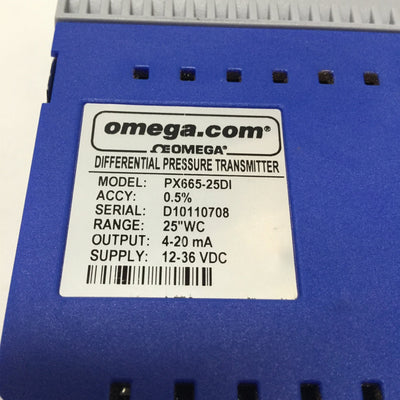 omega.com®
ΩEOMEGA®
DIFFERENTIAL PRESSURE TRANSMITTER
MODEL: PX665-25DI
ACCY: 0.5%
SERIAL: D10110708
RANGE: 25"WC
OUTPUT: 4-20 mA
SUPPLY: 12-36 VDC